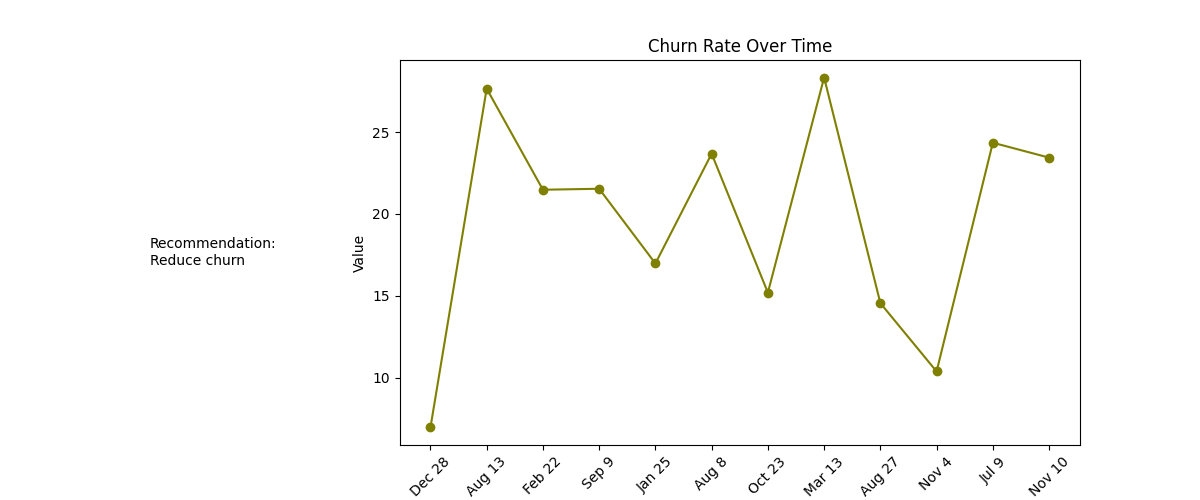 Churn Rate Over Time
Recommendation:
Reduce churn
Value
25
20
15
10
Dec 28
Aug 13
Feb 22
Sep 9
Jan 25
Aug 8
Oct 23
Mar 13
Aug 27
Nov 4
Jul 9
Nov 10